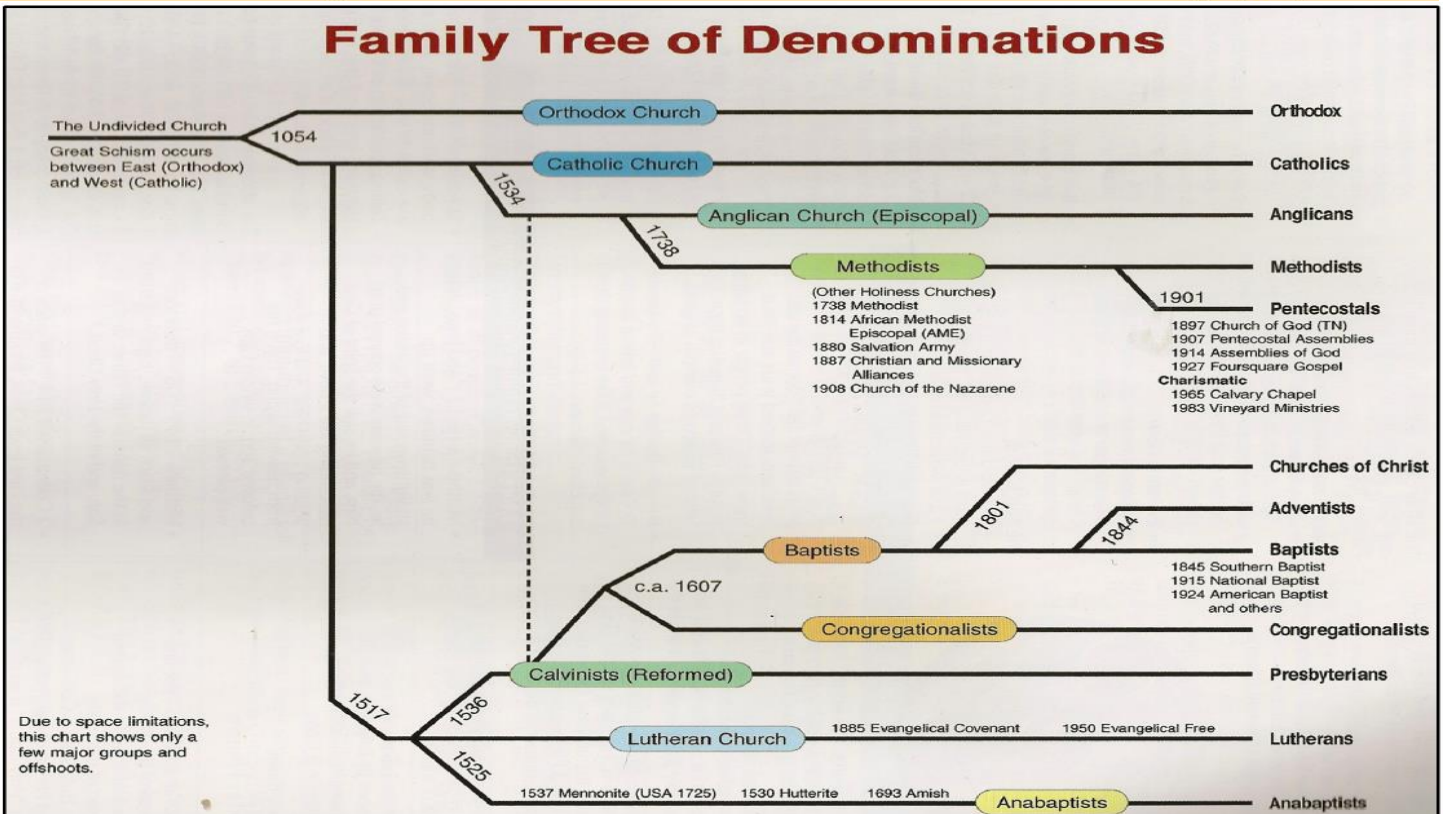 Family Tree of Denominations
The Undivided Church
Great Schism occurs
between East (Orthodox)
and West (Catholic)
1054
Orthodox Church
Orthodox
Catholic Church
Catholics
1534
Anglican Church (Episcopal)
Anglicans
1738
Methodists
Methodists
(Other Holiness Churches)
1738 Methodist
1814 African Methodist
Episcopal (AME)
1880 Salvation Army
1887 Christian and Missionary
Alliances
1908 Church of the Nazarene
1901
Pentecostals
1897 Church of God (TN)
1907 Pentecostal Assemblies
1914 Assemblies of God
1927 Foursquare Gospel
Charismatic
1965 Calvary Chapel
1983 Vineyard Ministries
Churches of Christ
1801
Adventists
1844
Baptists
Baptists
1845 Southern Baptist
1915 National Baptist
1924 American Baptist
and others
c.a. 1607
Congregationalists
Congregationalists
Calvinists (Reformed)
Presbyterians
1517
1536
Due to space limitations,
this chart shows only a
few major groups and
offshoots.
Lutheran Church
1885 Evangelical Covenant
1950 Evangelical Free
Lutherans
1525
1537 Mennonite (USA 1725)
1530 Hutterite
1693 Amish
Anabaptists
Anabaptists